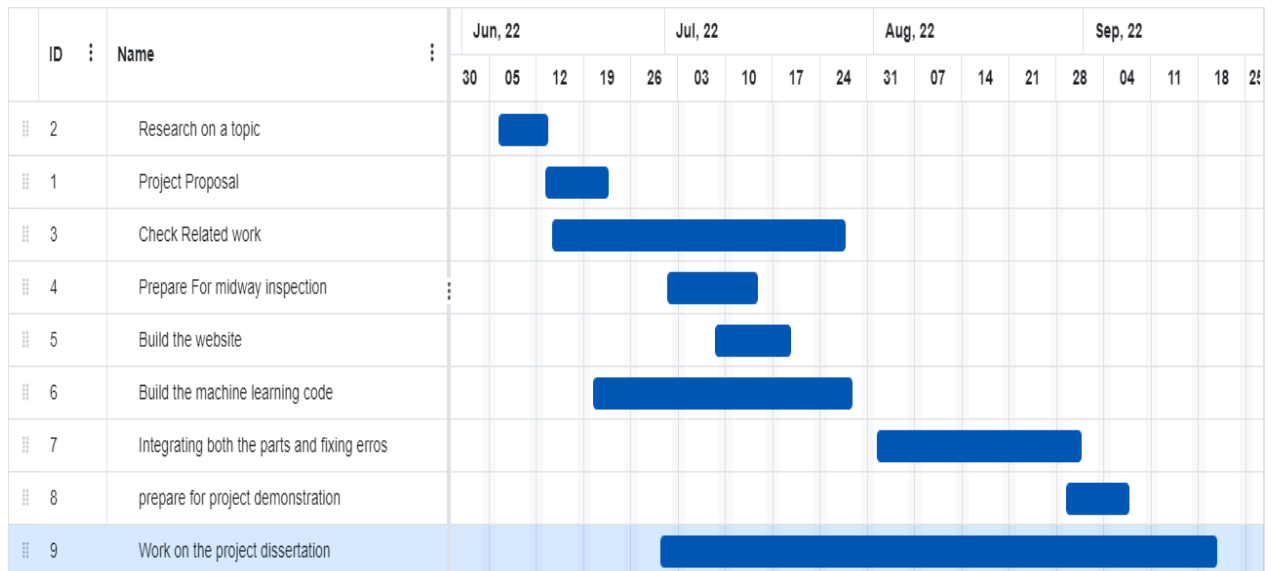 ID Name Jun, 22 Jul, 22 Aug, 22 Sep, 22
30 05 12 19 26 03 10 17 24 31 07 14 21 28 04 11 18 25
2 Research on a topic
1 Project Proposal
3 Check Related work
4 Prepare For midway inspection
5 Build the website
6 Build the machine learning code
7 Integrating both the parts and fixing erros
8 prepare for project demonstration
9 Work on the project dissertation